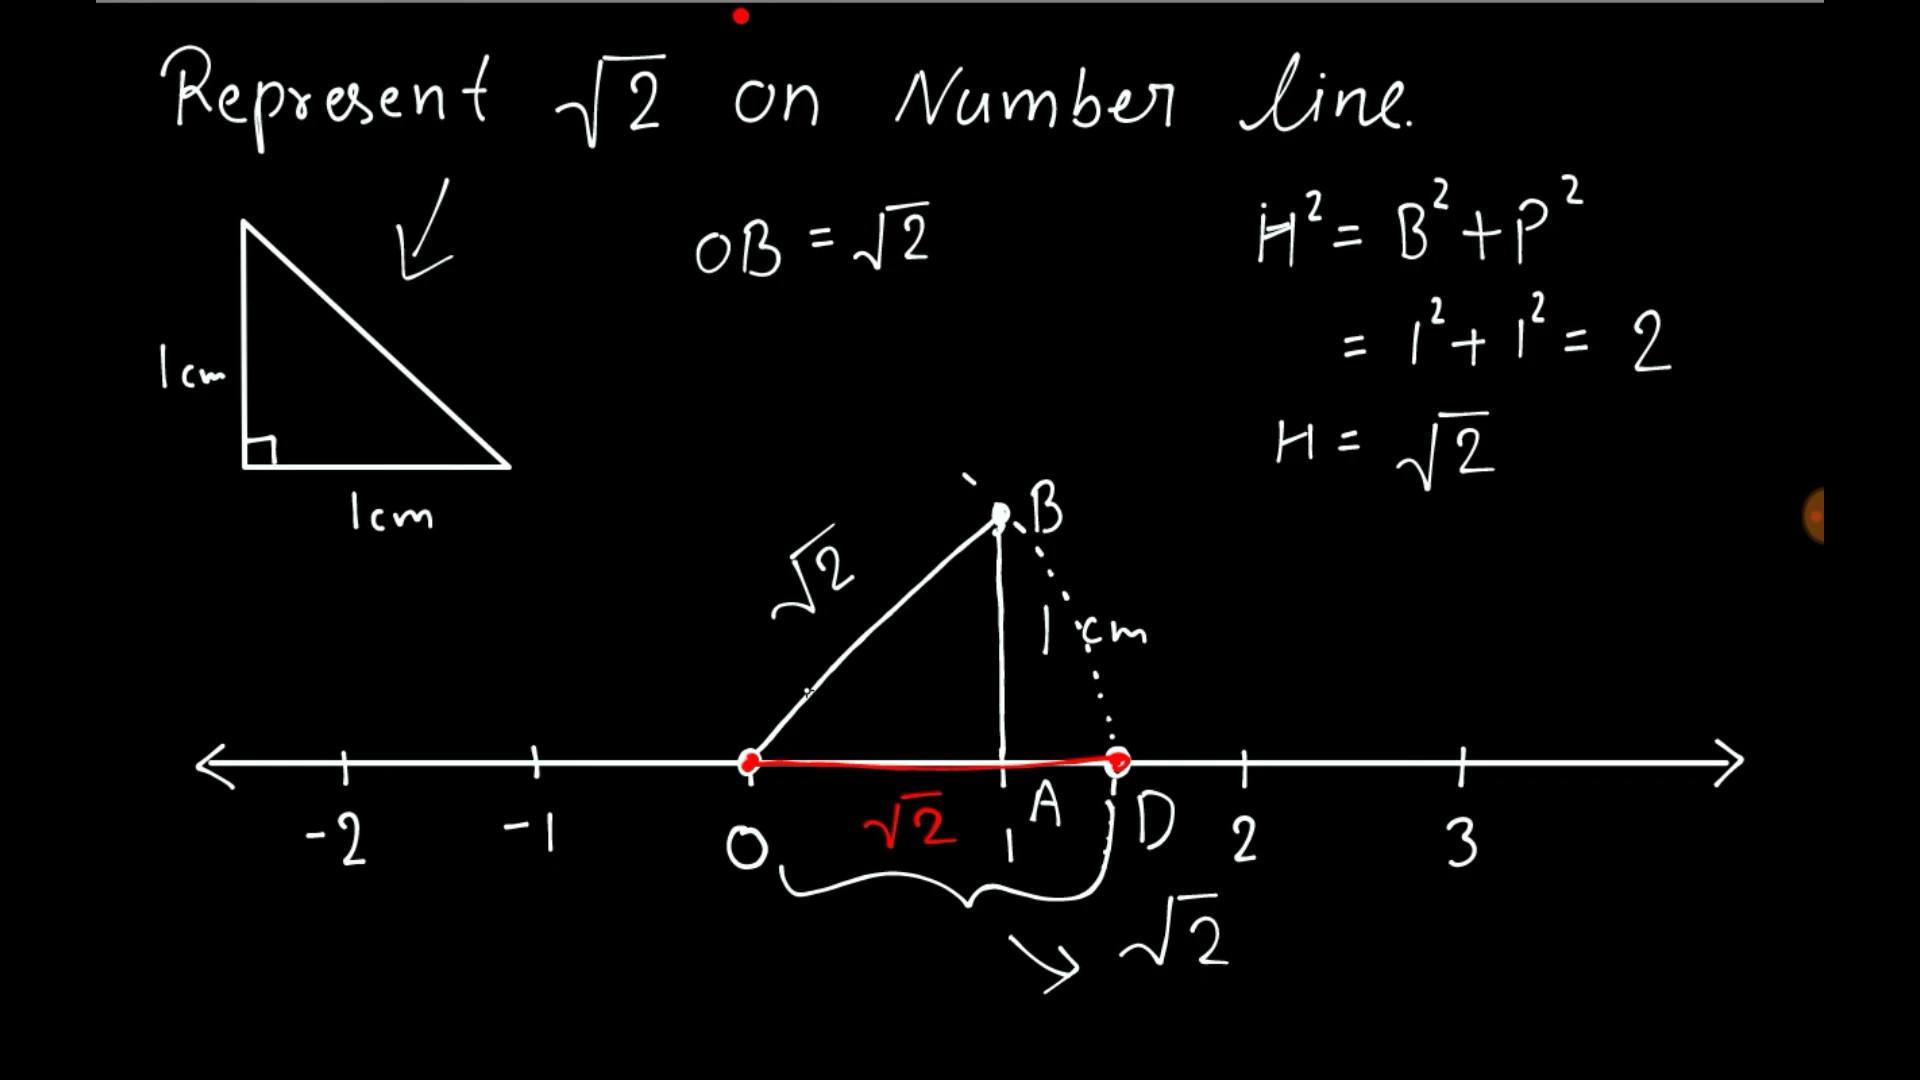 Represent √2 on Number line.
OB = √2
H² = B² + P²
= 1² + 1² = 2
H = √2
1cm
1cm
B
√2
1 cm
-2 -1 0 √2 1 A D 2 3
√2